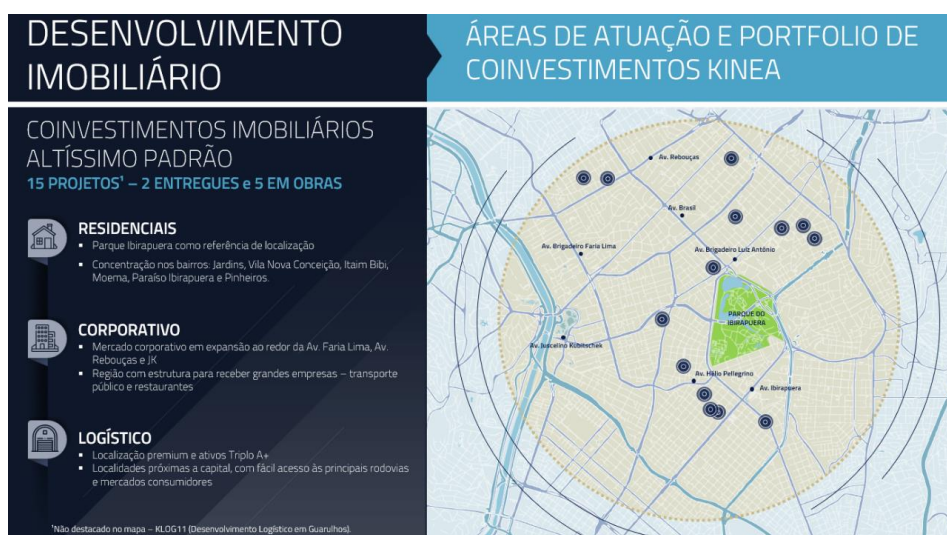 DESENVOLVIMENTO
IMOBILIÁRIO
ÁREAS DE ATUAÇÃO E PORTFOLIO DE
COINVESTIMENTOS KINEA
COINVESTIMENTOS IMOBILIÁRIOS
ALTÍSSIMO PADRÃO
15 PROJETOS¹ – 2 ENTREGUES e 5 EM OBRAS
RESIDENCIAIS
▪ Parque Ibirapuera como referência de localização
▪ Concentração nos bairros: Jardins, Vila Nova Conceição, Itaim Bibi,
Moema, Paraíso Ibirapuera e Pinheiros.
CORPORATIVO
▪ Mercado corporativo em expansão ao redor da Av. Faria Lima, Av.
Rebouças e JK
▪ Região com estrutura para receber grandes empresas – transporte
público e restaurantes
LOGÍSTICO
▪ Localização premium e ativos Triplo A+
▪ Localidades próximas a capital, com fácil acesso às principais rodovias
e mercados consumidores
¹Não destacado no mapa – KLOG11 (Desenvolvimento Logístico em Guarulhos).
Av. Rebouças
Av. Brasil
Av. Brigadeiro Faria Lima
Av. Brigadeiro Luiz Antônio
PARQUE DO
IBIRAPUERA
Av. Juscelino Kubitschek
Av. Hélio Pellegrino
Av. Ibirapuera